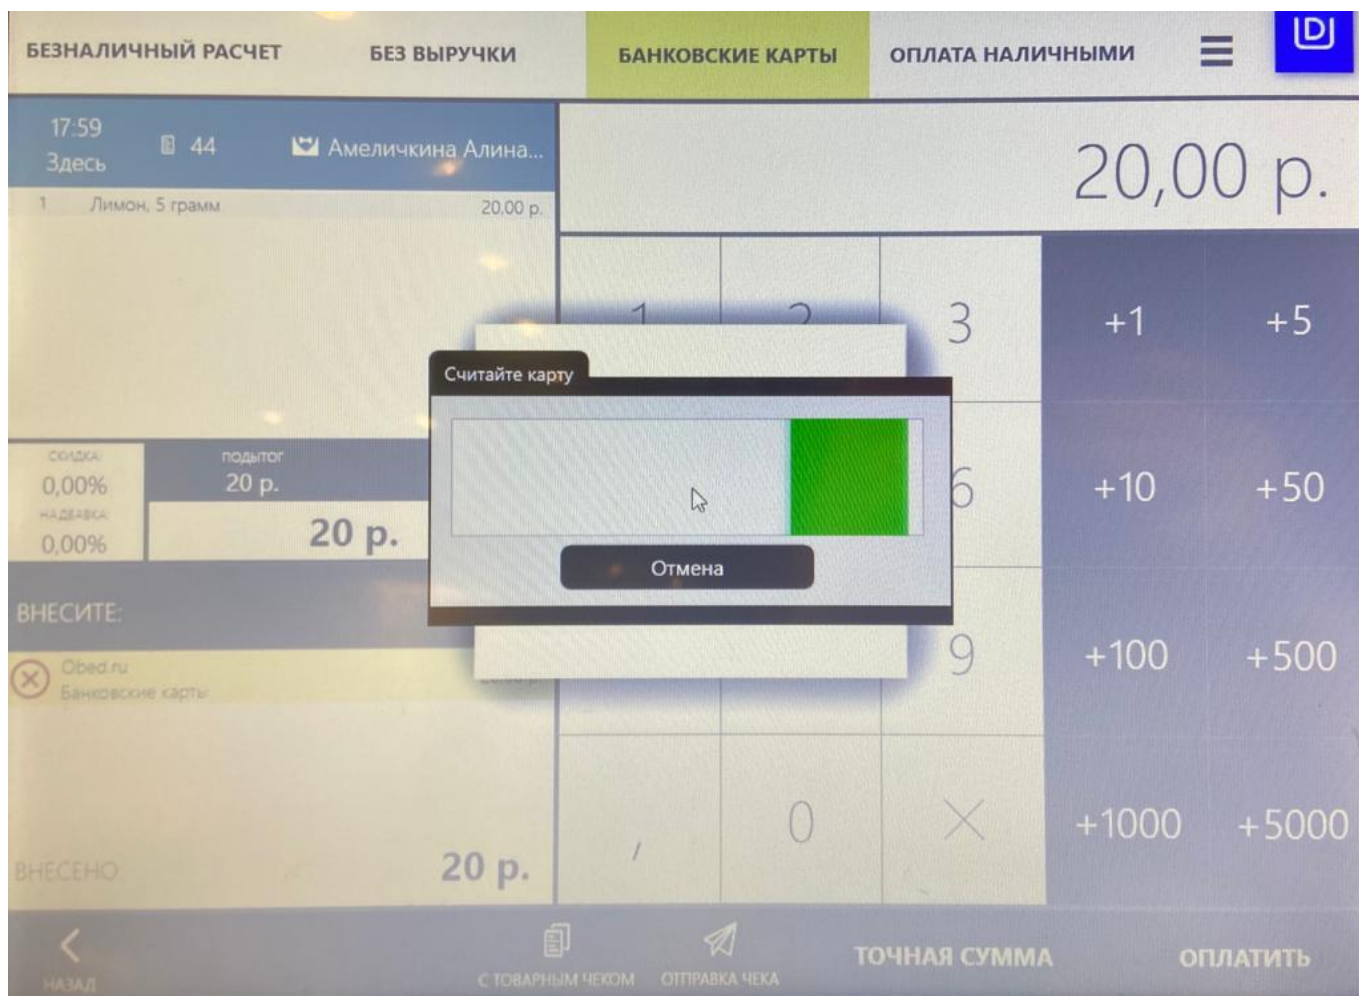 БЕЗНАЛИЧНЫЙ РАСЧЕТ БЕЗ ВЫРУЧКИ БАНКОВСКИЕ КАРТЫ ОПЛАТА НАЛИЧНЫМИ
17:59
Здесь
44
Амеличкина Алина...
20,00 р.
1 Лимон, 5 грамм 20,00 р.
1 2 3 +1 +5
Считайте карту
СКИДКА:
0,00%
НАДБАВКА:
0,00%
ПОДЫТОГ
20 р.
20 р.
6 +10 +50
Отмена
ВНЕСИТЕ:
Obed.ru
Банковские карты
9 +100 +500
, 0 +1000 +5000
ВНЕСЕНО 20 р.
НАЗАД
С ТОВАРНЫМ ЧЕКОМ
ОТПРАВКА ЧЕКА
ТОЧНАЯ СУММА
ОПЛАТИТЬ